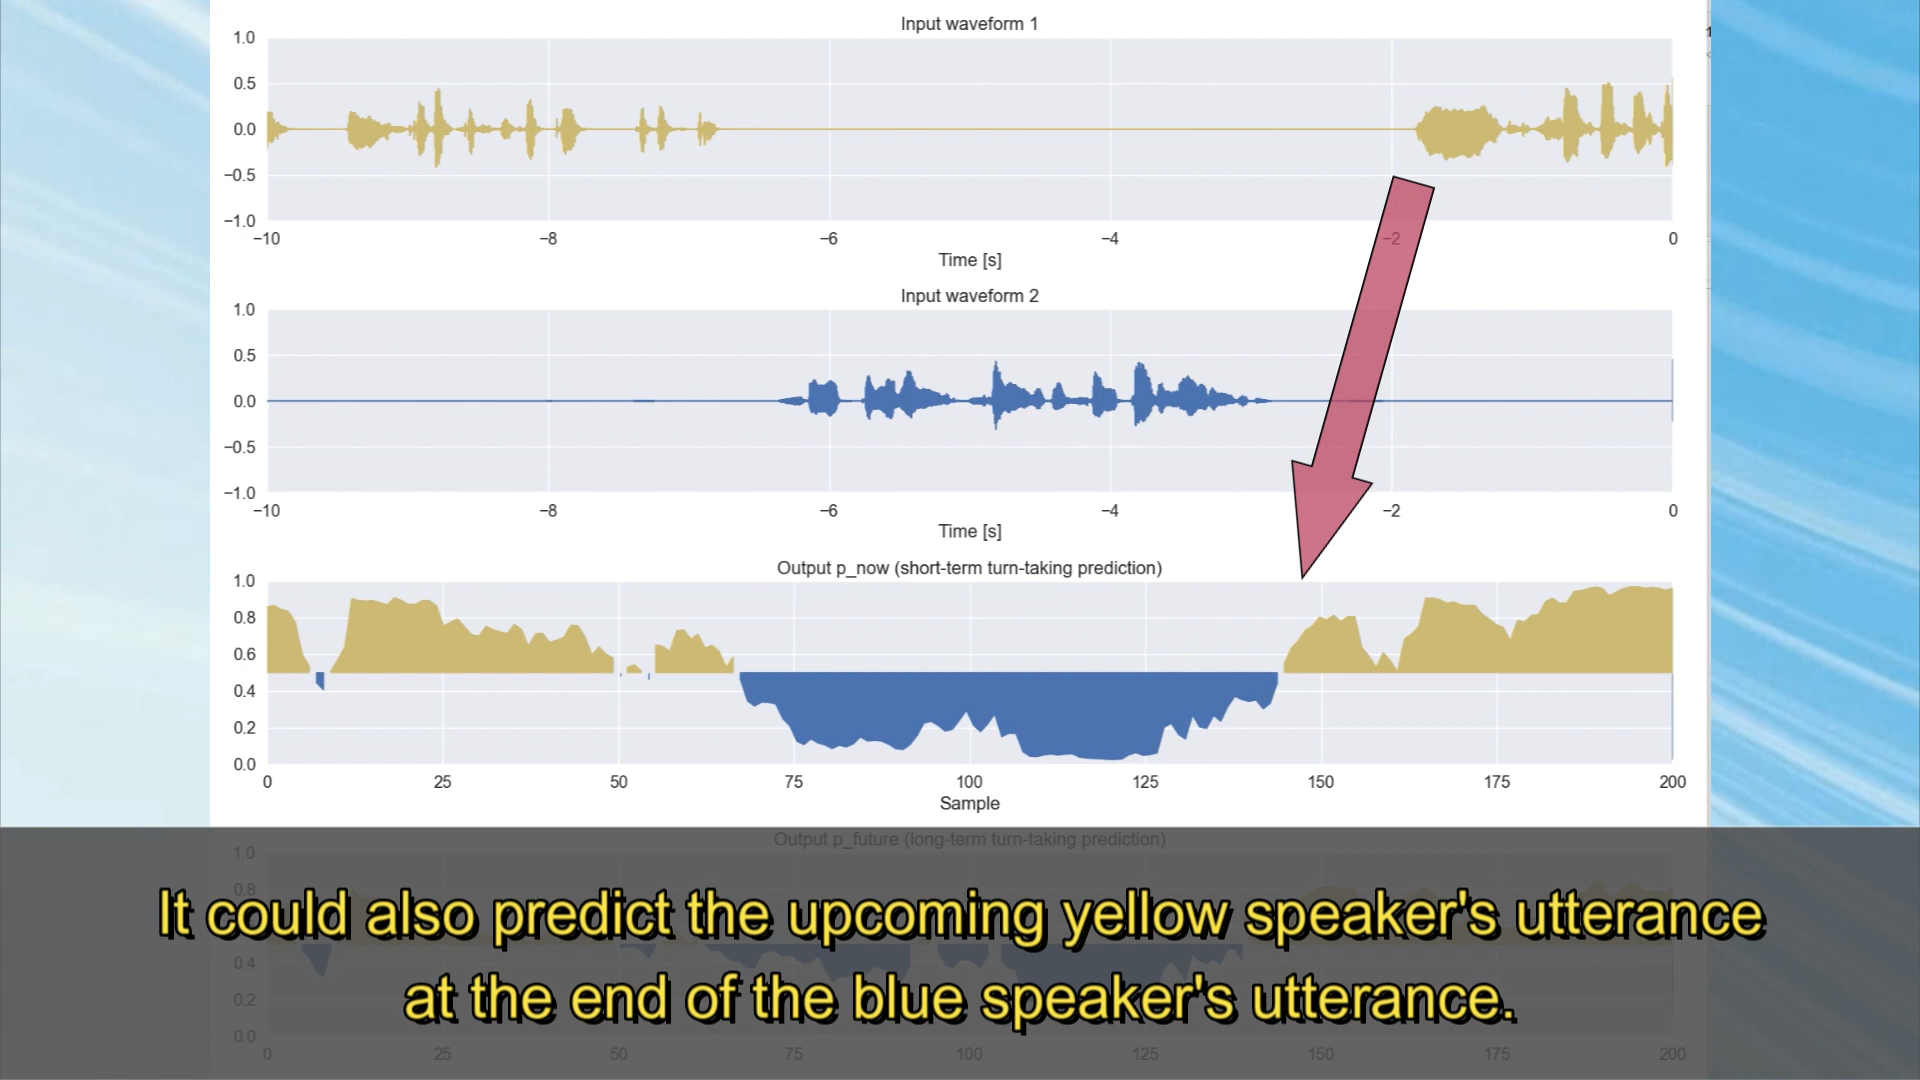 Input waveform 1
1.0
0.5
0.0
−0.5
−1.0
−10 −8 −6 −4 −2 0
Time [s]
Input waveform 2
1.0
0.5
0.0
−0.5
−1.0
−10 −8 −6 −4 −2 0
Time [s]
Output p_now (short-term turn-taking prediction)
1.0
0.8
0.6
0.4
0.2
0.0
0 25 50 75 100 125 150 175 200
Sample
Output p_future (long-term turn-taking prediction)
1.0
0.8
It could also predict the upcoming yellow speaker's utterance
0.4
at the end of the blue speaker's utterance.
0.2
0.0
0 25 50 75 100 125 150 175 200